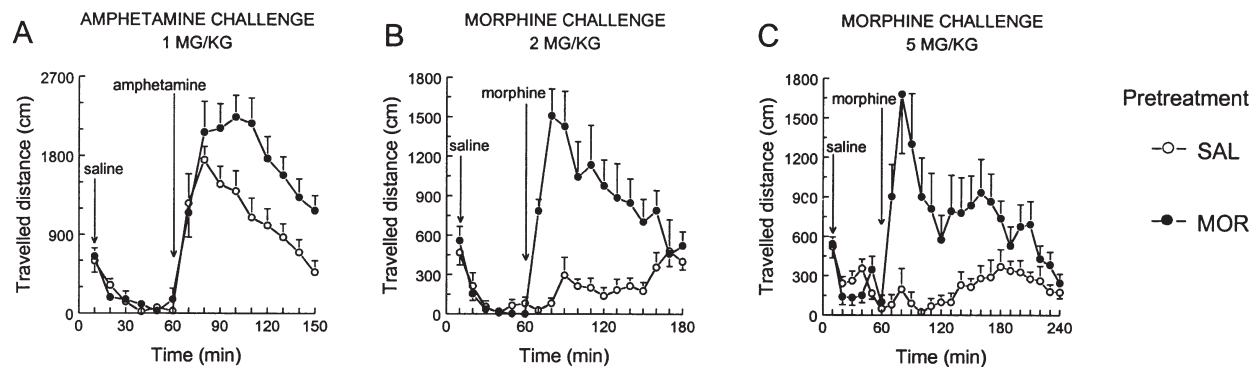 A
AMPHETAMINE CHALLENGE
1 MG/KG
Travelled distance (cm)
2700
1800
900
0
saline
amphetamine
0 30 60 90 120 150
Time (min)
B
MORPHINE CHALLENGE
2 MG/KG
Travelled distance (cm)
1800
1500
1200
900
600
300
0
saline
morphine
0 60 120 180
Time (min)
C
MORPHINE CHALLENGE
5 MG/KG
Travelled distance (cm)
1800
1500
1200
900
600
300
0
saline
morphine
0 60 120 180 240
Time (min)
Pretreatment
SAL
MOR